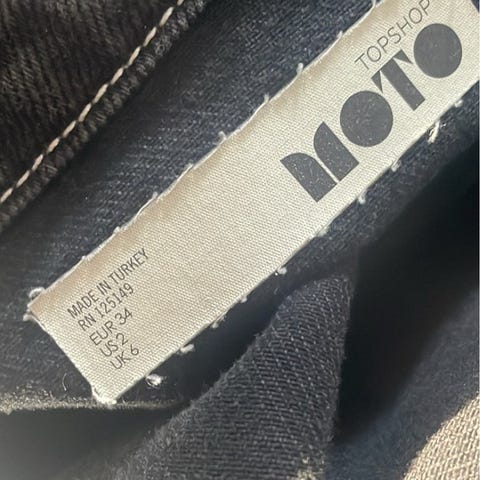 TOPSHOP
MOTO
MADE IN TURKEY
RN 125149
EUR 34
US 2
UK 6